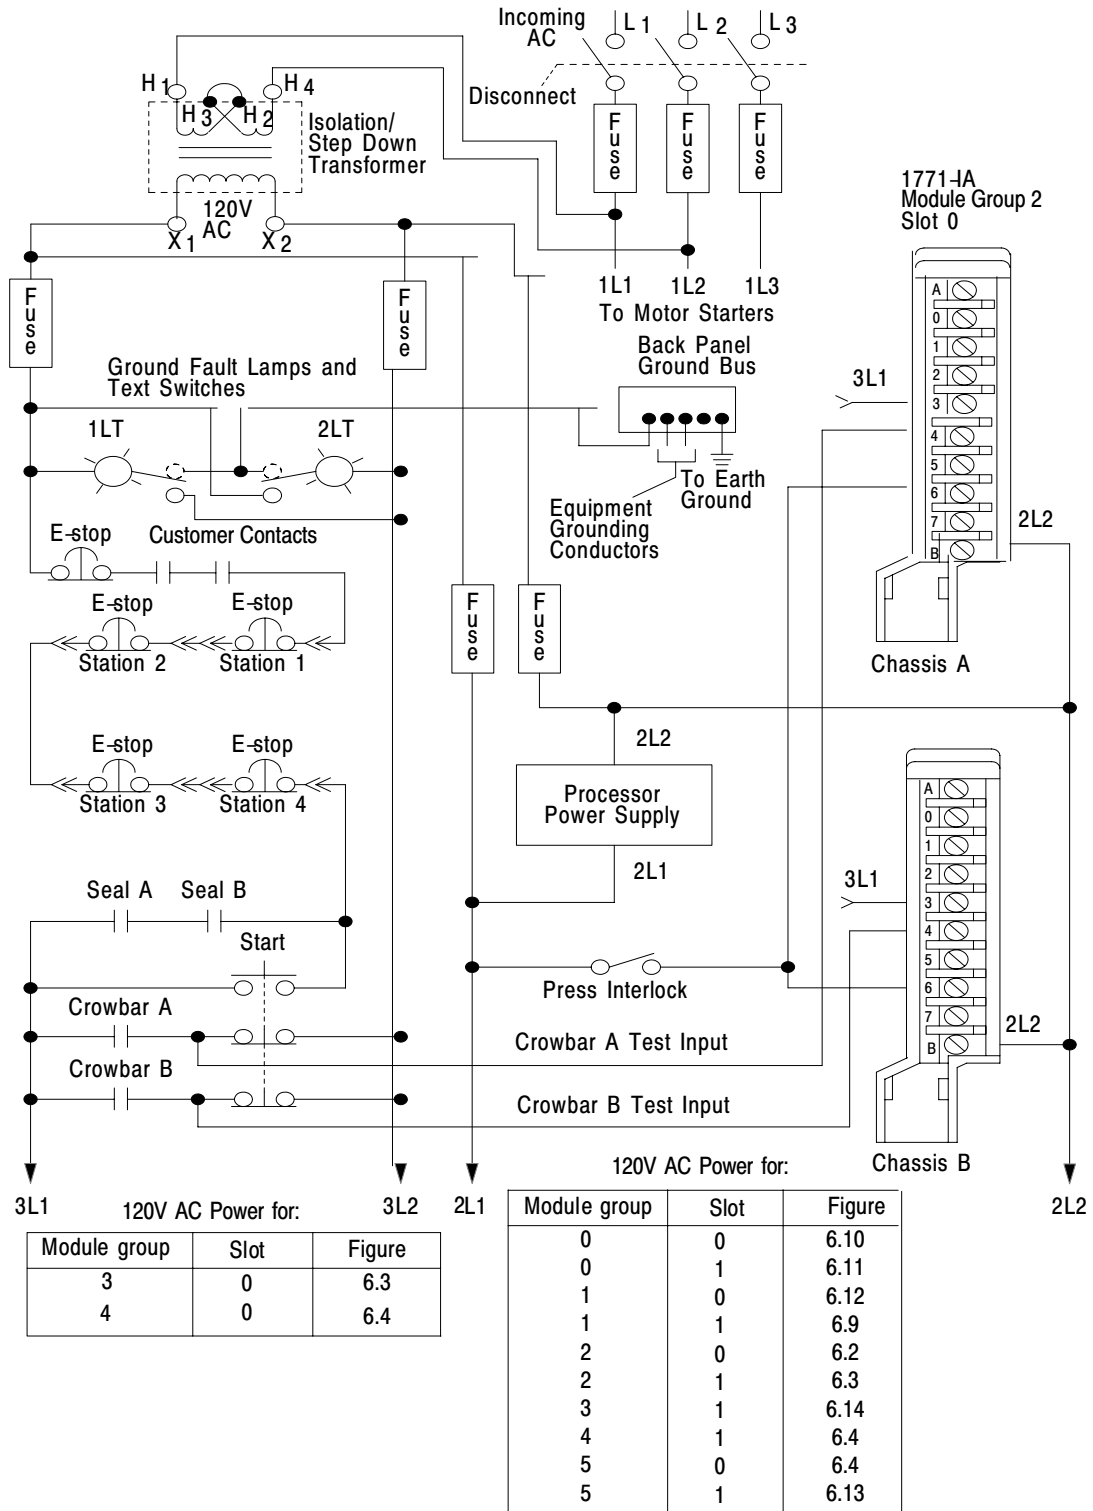 Incoming
AC
L 1
L 2
L 3
H 1
H 4
H 3
H 2
Disconnect
Isolation/
Step Down
Transformer
Fuse
Fuse
Fuse
120V
AC
X 1
X 2
1771-IA
Module Group 2
Slot 0
1L1
1L2
1L3
To Motor Starters
Fuse
Fuse
Back Panel
Ground Bus
Ground Fault Lamps and
Text Switches
1LT
2LT
To Earth
Ground
Equipment
Grounding
Conductors
3L1
A
0
1
2
3
4
5
6
7
B
2L2
Chassis A
E-stop
Customer Contacts
E-stop
E-stop
Station 2
Station 1
Fuse
Fuse
E-stop
E-stop
Station 3
Station 4
2L2
Processor
Power Supply
2L1
3L1
A
0
1
2
3
4
5
6
7
B
2L2
Chassis B
Seal A
Seal B
Start
Press Interlock
Crowbar A
Crowbar A Test Input
Crowbar B
Crowbar B Test Input
3L1
3L2
2L1
2L2
120V AC Power for:
Module group Slot Figure
3 0 6.3
4 0 6.4
120V AC Power for:
Module group Slot Figure
0 0 6.10
0 1 6.11
1 0 6.12
1 1 6.9
2 0 6.2
2 1 6.3
3 1 6.14
4 1 6.4
5 0 6.4
5 1 6.13